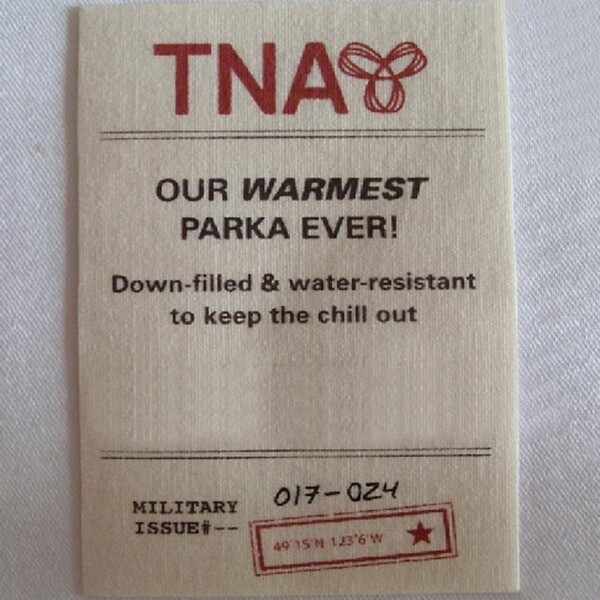 TNA
OUR WARMEST
PARKA EVER!
Down-filled & water-resistant
to keep the chill out
017-024
MILITARY
ISSUE#--
49°15'N 123°6'W